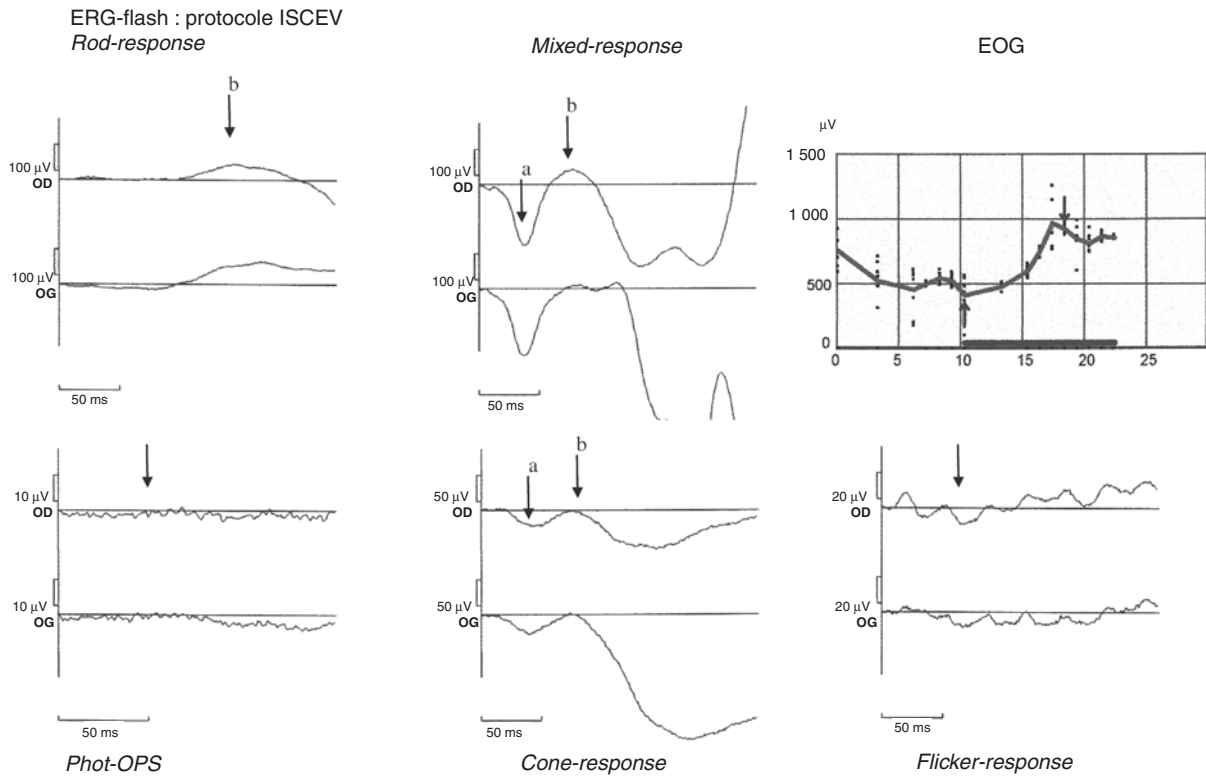 ERG-flash : protocole ISCEV
Rod-response
Mixed-response
EOG
b
100 µV
OD
100 µV
OG
50 ms
b
a
100 µV
OD
100 µV
OG
50 ms
µV
1 500
1 000
500
0
0 5 10 15 20 25
10 µV
OD
10 µV
OG
50 ms
Phot-OPS
a
b
50 µV
OD
50 µV
OG
50 ms
Cone-response
20 µV
OD
20 µV
OG
50 ms
Flicker-response